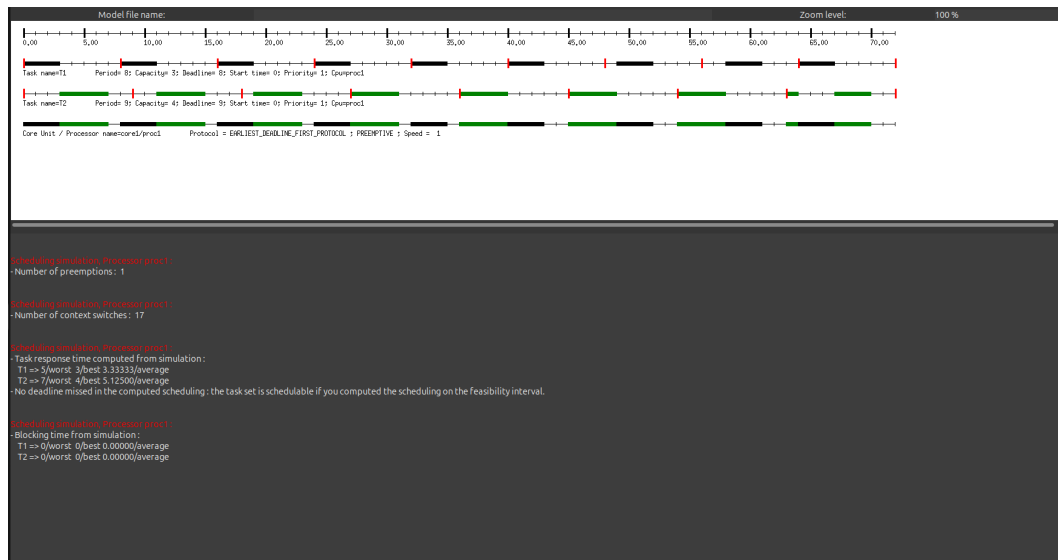 Model file name: Zoom level: 100 %
0,00 5,00 10,00 15,00 20,00 25,00 30,00 35,00 40,00 45,00 50,00 55,00 60,00 65,00 70,00
Task name=T1 Period= 8; Capacity= 3; Deadline= 8; Start time= 0; Priority= 1; Cpu=proc1
Task name=T2 Period= 9; Capacity= 4; Deadline= 9; Start time= 0; Priority= 1; Cpu=proc1
Core Unit / Processor name=core1/proc1 Protocol = EARLIEST_DEADLINE_FIRST_PROTOCOL ; PREEMPTIVE ; Speed = 1
Scheduling simulation, Processor proc1 :
- Number of preemptions : 1
Scheduling simulation, Processor proc1 :
- Number of context switches : 17
Scheduling simulation, Processor proc1 :
- Task response time computed from simulation :
T1 => 5/worst 3/best 3.33333/average
T2 => 7/worst 4/best 5.12500/average
- No deadline missed in the computed scheduling : the task set is schedulable if you computed the scheduling on the feasibility interval.
Scheduling simulation, Processor proc1 :
- Blocking time from simulation :
T1 => 0/worst 0/best 0.00000/average
T2 => 0/worst 0/best 0.00000/average